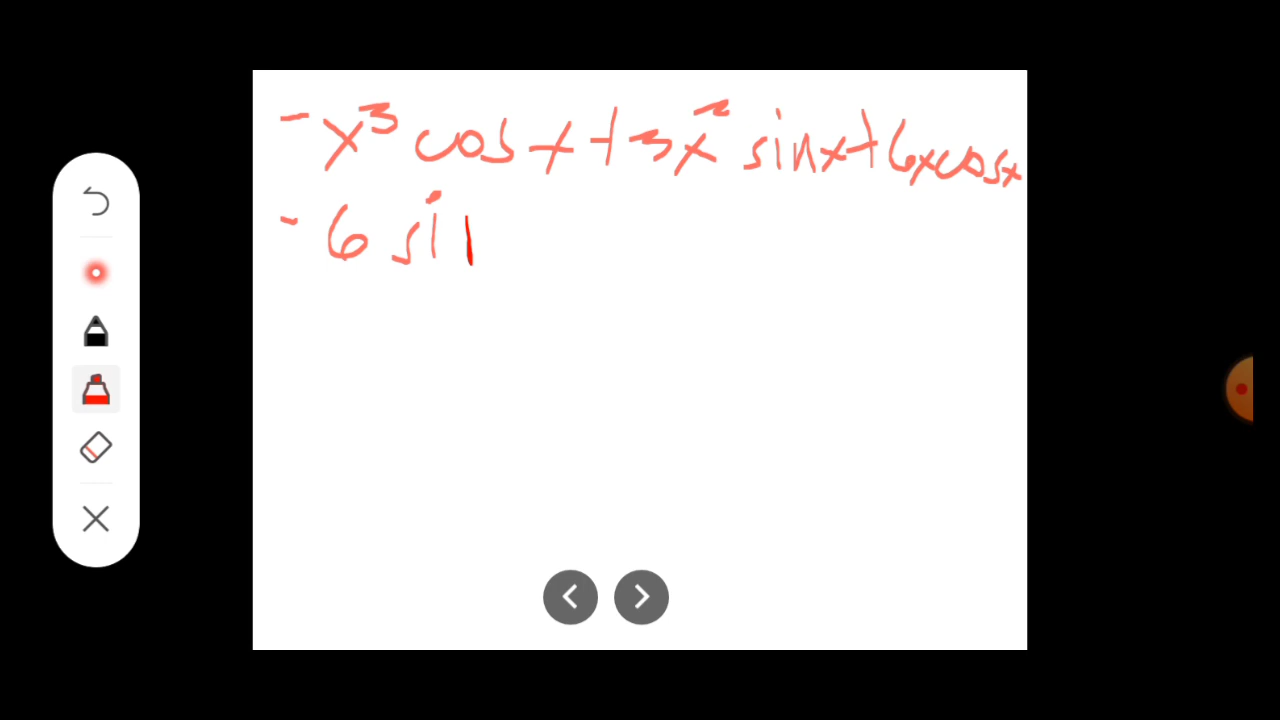 -x³ cos x + 3x² sin x + 6x cos x
- 6 si